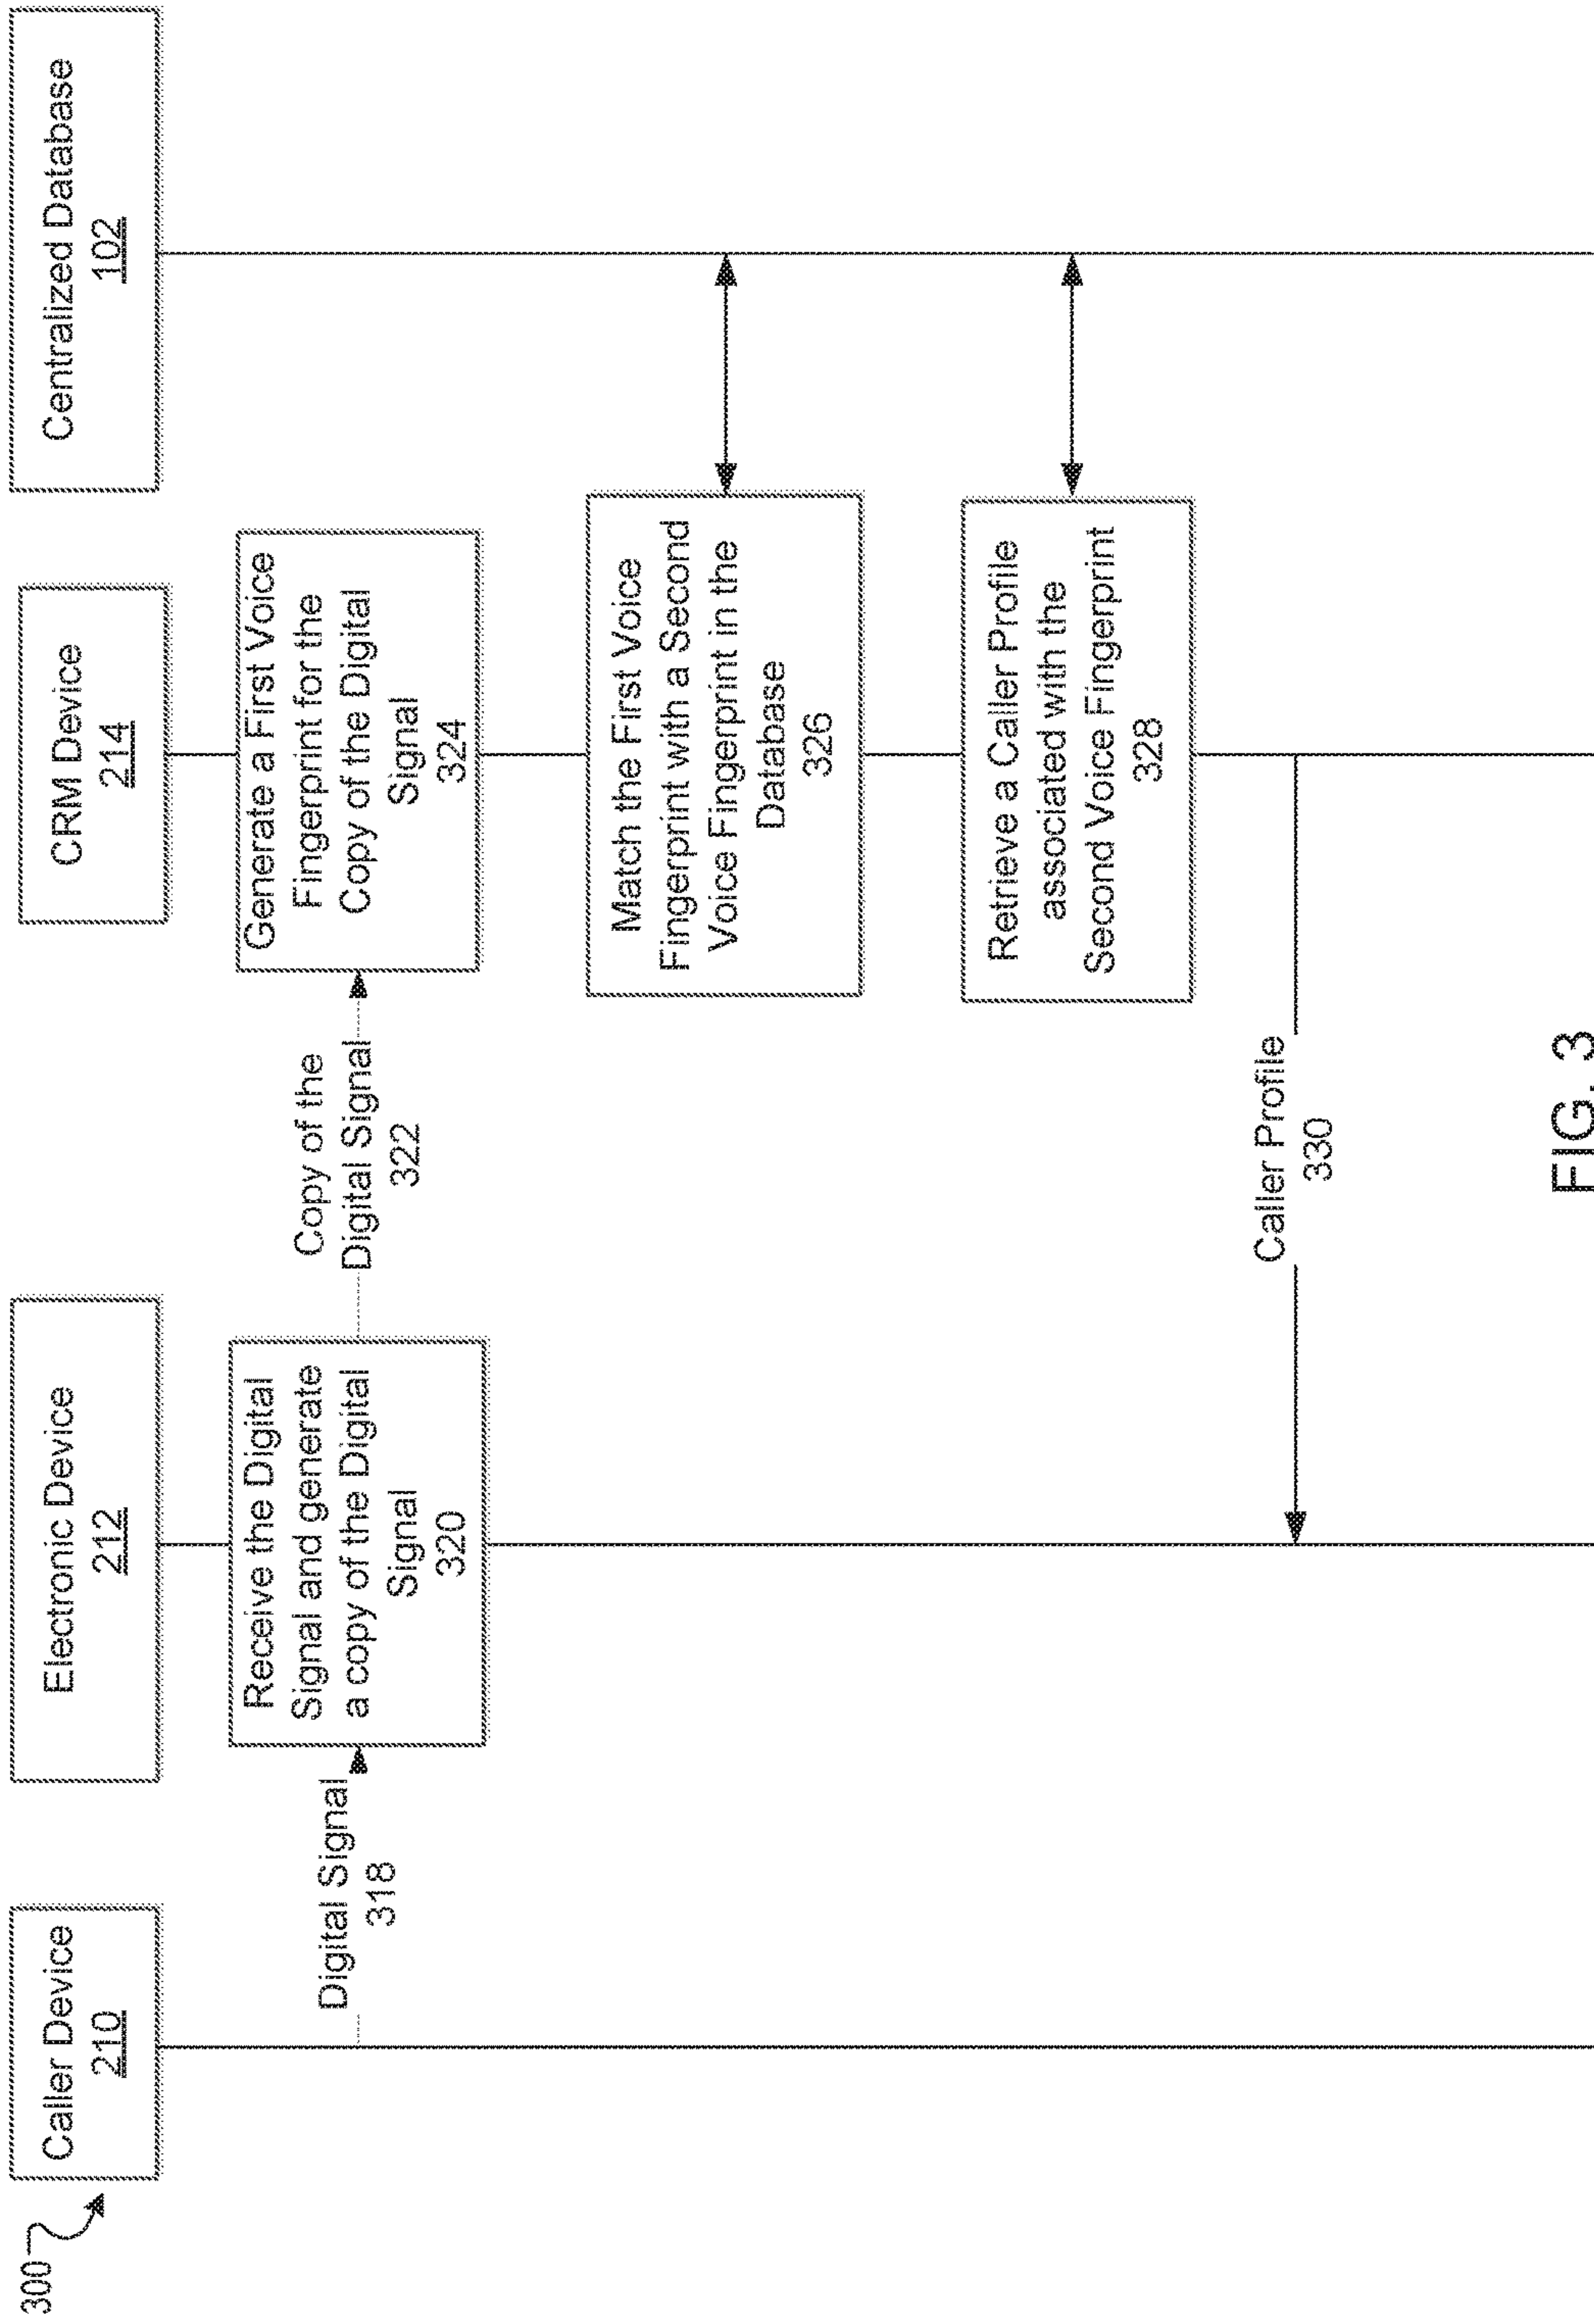 300
Caller Device
210
Electronic Device
212
CRM Device
214
Centralized Database
102
Digital Signal
318
Receive the Digital
Signal and generate
a copy of the Digital
Signal
320
Copy of the
Digital Signal
322
Generate a First Voice
Fingerprint for the
Copy of the Digital
Signal
324
Match the First Voice
Fingerprint with a Second
Voice Fingerprint in the
Database
326
Retrieve a Caller Profile
associated with the
Second Voice Fingerprint
328
Caller Profile
330
FIG. 3